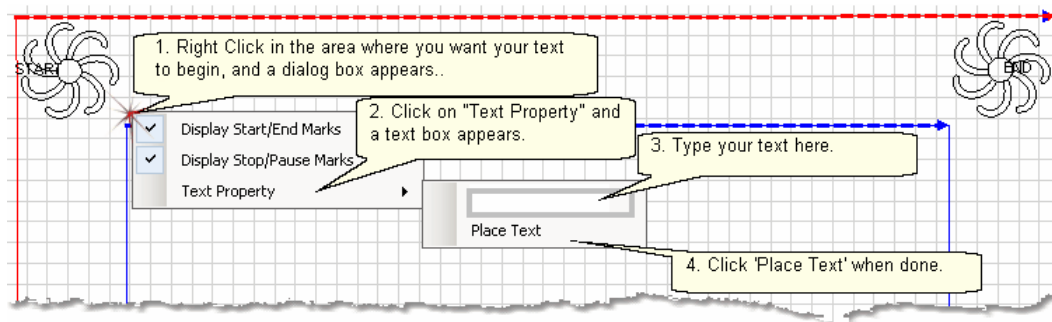 1. Right Click in the area where you want your text
to begin, and a dialog box appears..
START
END
2. Click on "Text Property" and
a text box appears.
Display Start/End Marks
3. Type your text here.
Display Stop/Pause Marks
Text Property
Place Text
4. Click 'Place Text' when done.